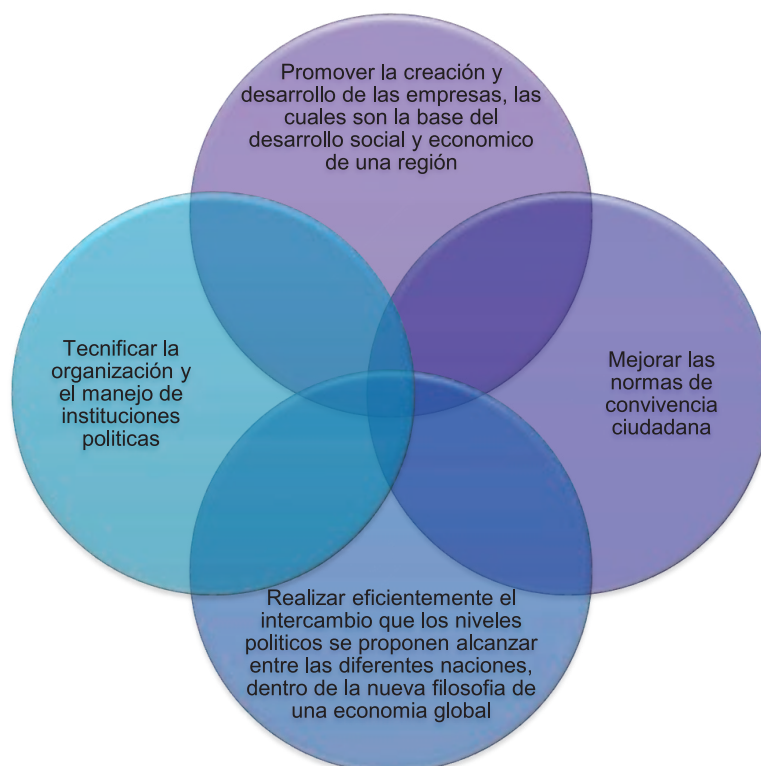 Promover la creación y
desarrollo de las empresas, las
cuales son la base del
desarrollo social y economico
de una región
Tecnificar la
organización y
el manejo de
instituciones
politicas
Mejorar las
normas de
convivencia
ciudadana
Realizar eficientemente el
intercambio que los niveles
politicos se proponen alcanzar
entre las diferentes naciones,
dentro de la nueva filosofia de
una economia global